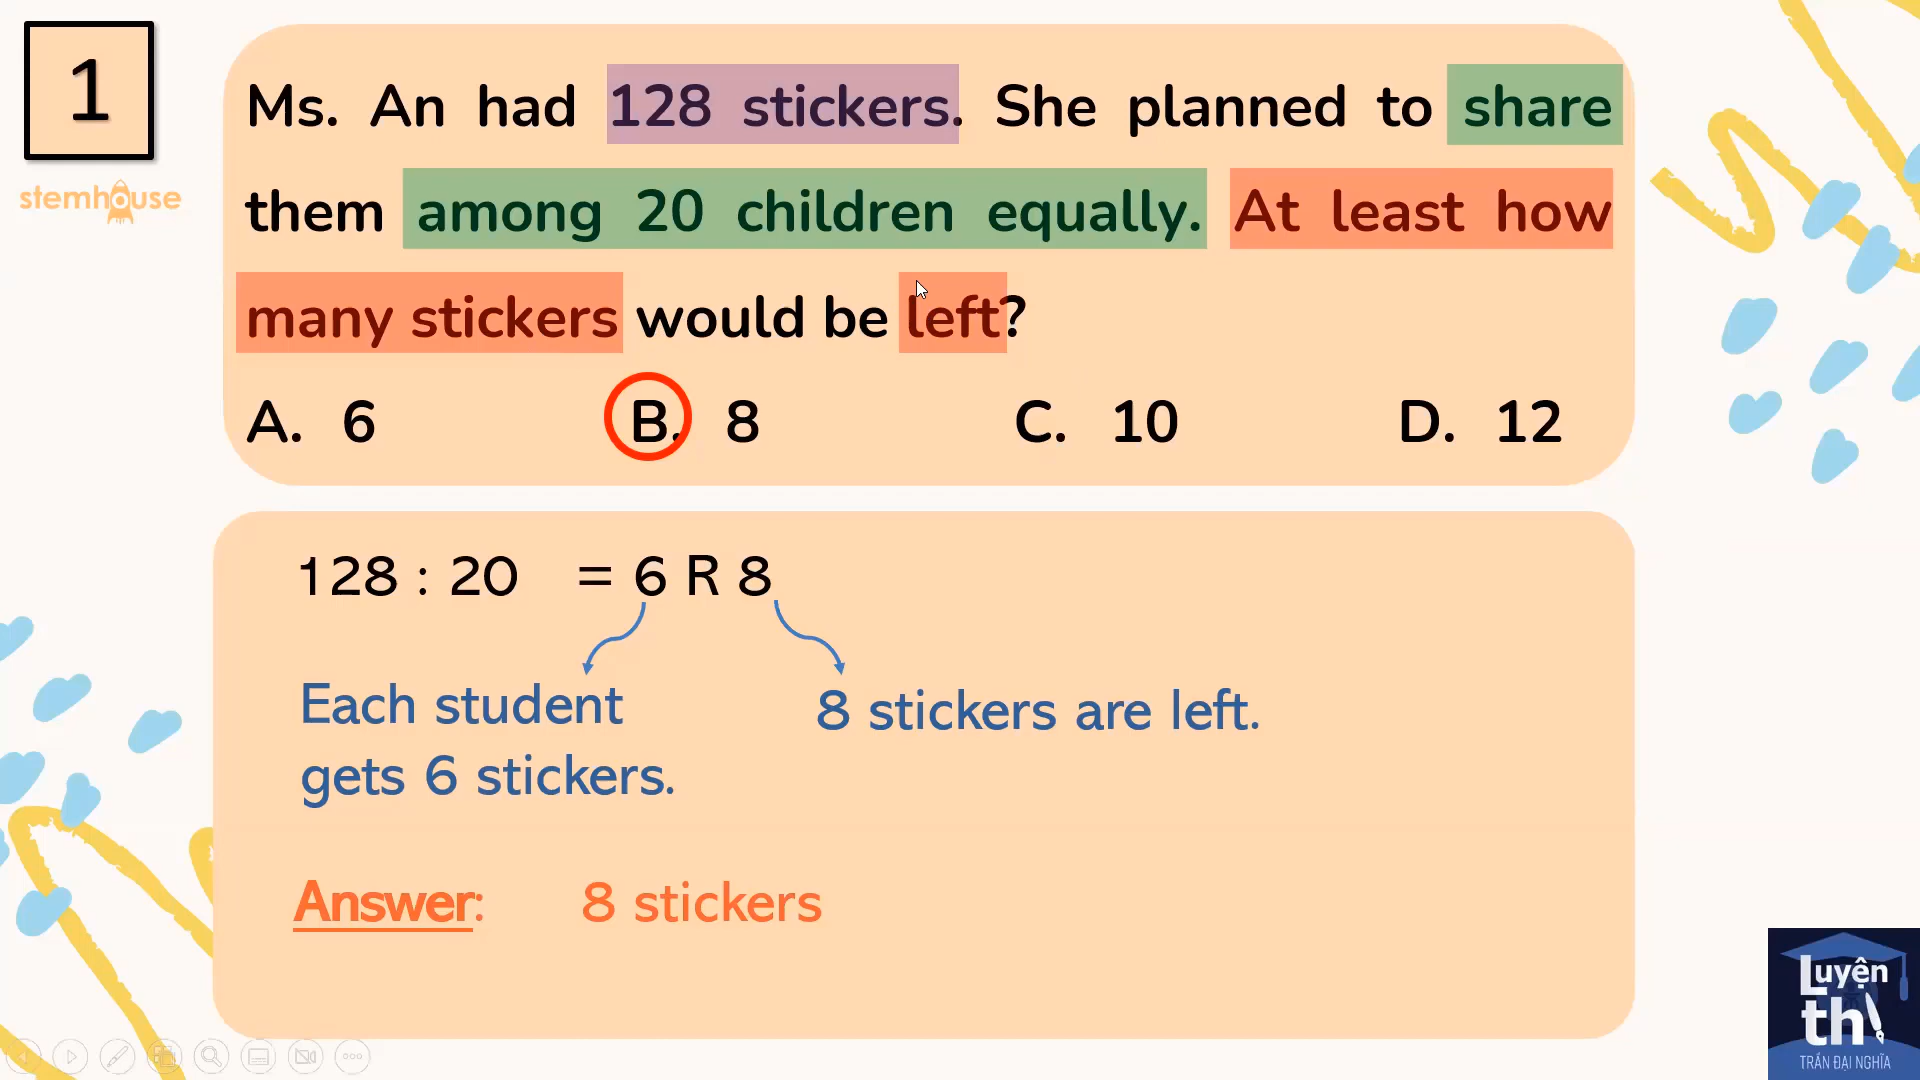 1
stemhouse
Ms. An had 128 stickers. She planned to share
them among 20 children equally. At least how
many stickers would be left?
A. 6 B. 8 C. 10 D. 12
128 : 20 = 6 R 8
Each student
gets 6 stickers.
8 stickers are left.
Answer: 8 stickers
Luyện
thi
TRẦN ĐẠI NGHĨA